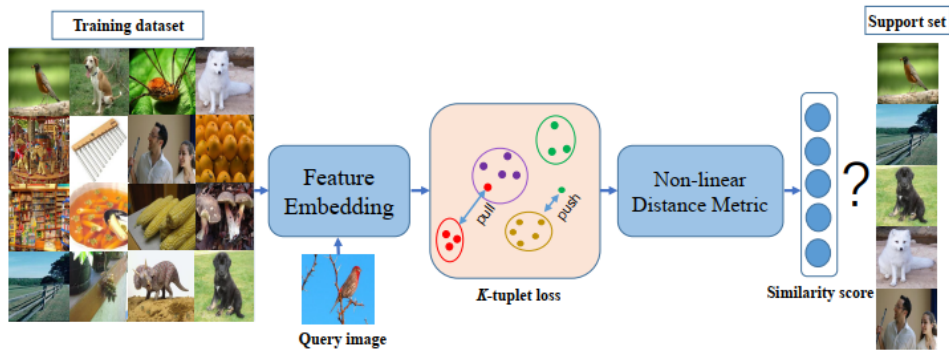 Training dataset
Support set
Feature
Embedding
pull
push
Non-linear
Distance Metric
?
K-tuplet loss
Similarity score
Query image